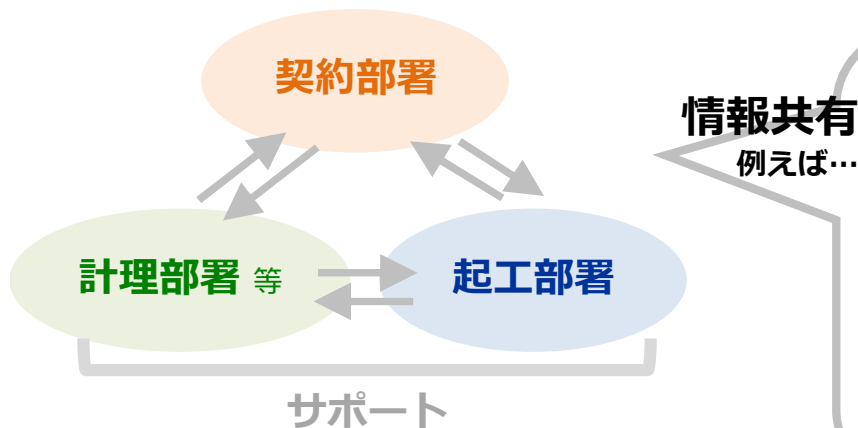 契約部署
情報共有
例えば…
計理部署 等
起工部署
サポート